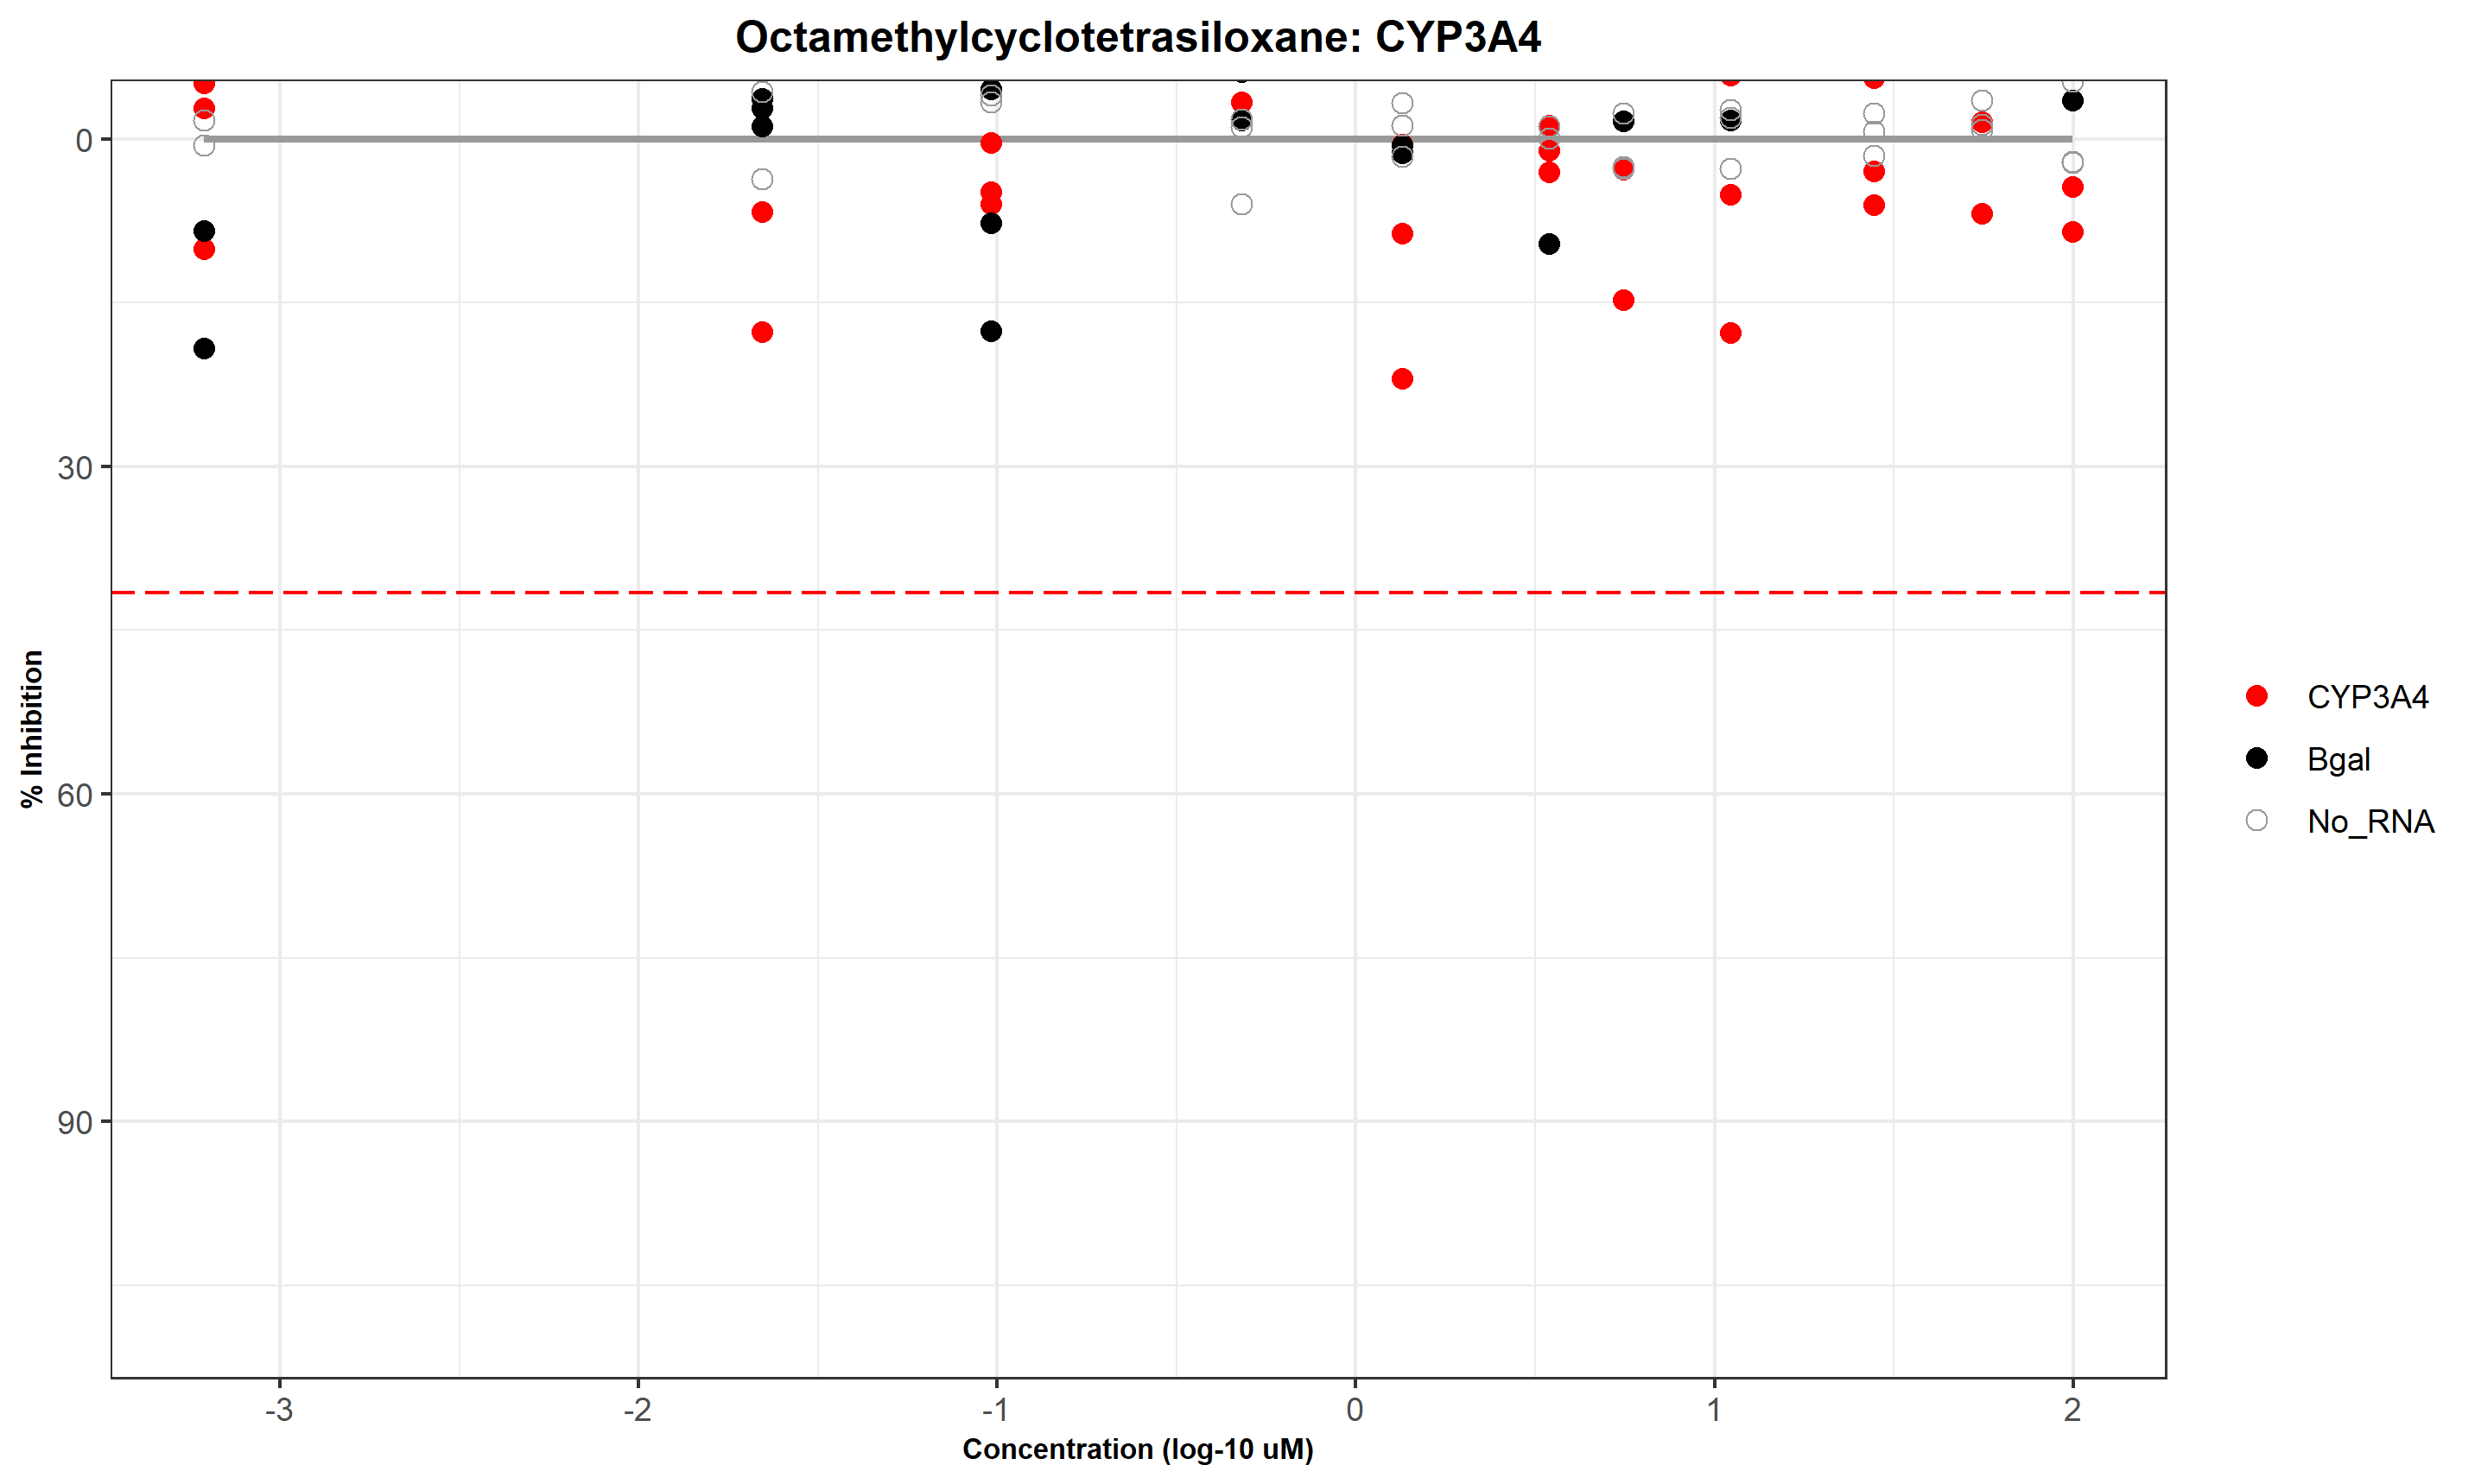 Octamethylcyclotetrasiloxane: CYP3A4
0
30
60
90
% Inhibition
-3
-2
-1
0
1
2
Concentration (log-10 uM)
CYP3A4
Bgal
No_RNA